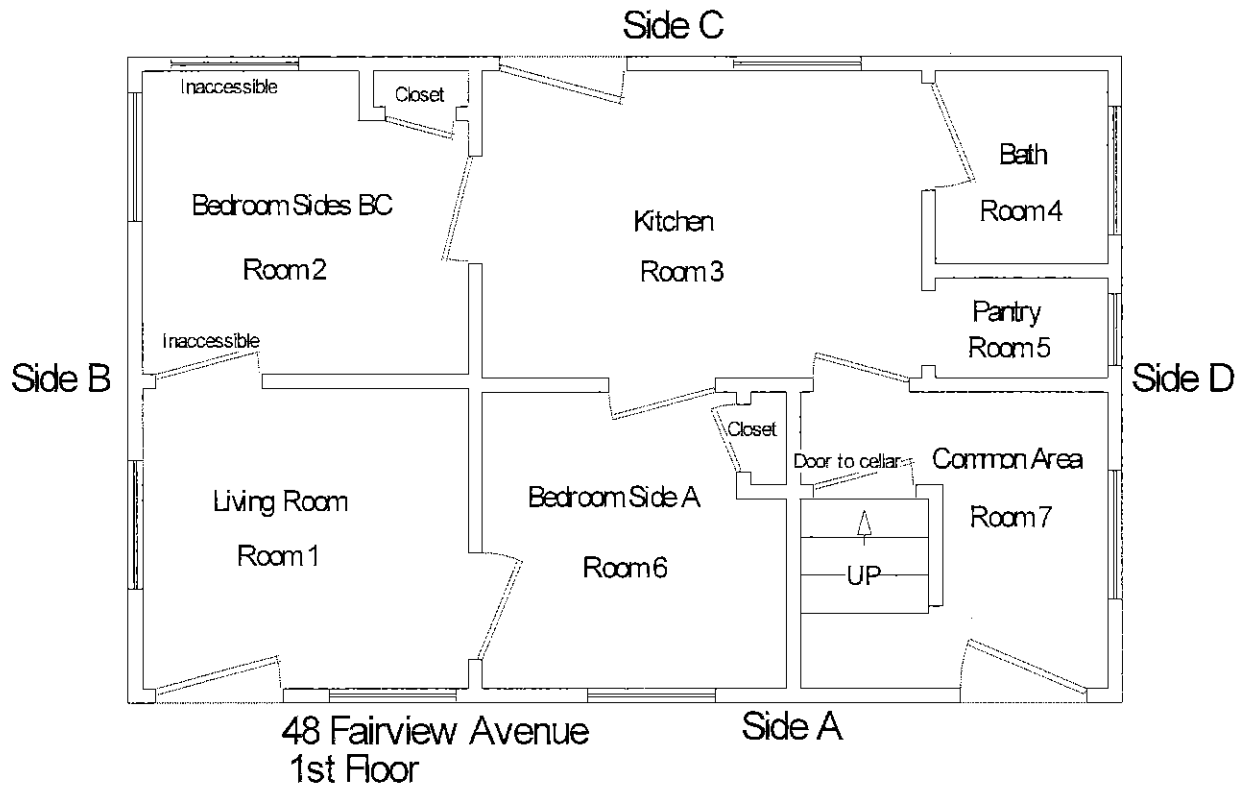 Side C
Inaccessible
Closet
Bath
Room 4
Bedroom Sides BC
Room 2
Kitchen
Room 3
Pantry
Room 5
Inaccessible
Side B
Side D
Closet
Door to cellar
Common Area
Room 7
Living Room
Room 1
Bedroom Side A
Room 6
UP
48 Fairview Avenue
1st Floor
Side A